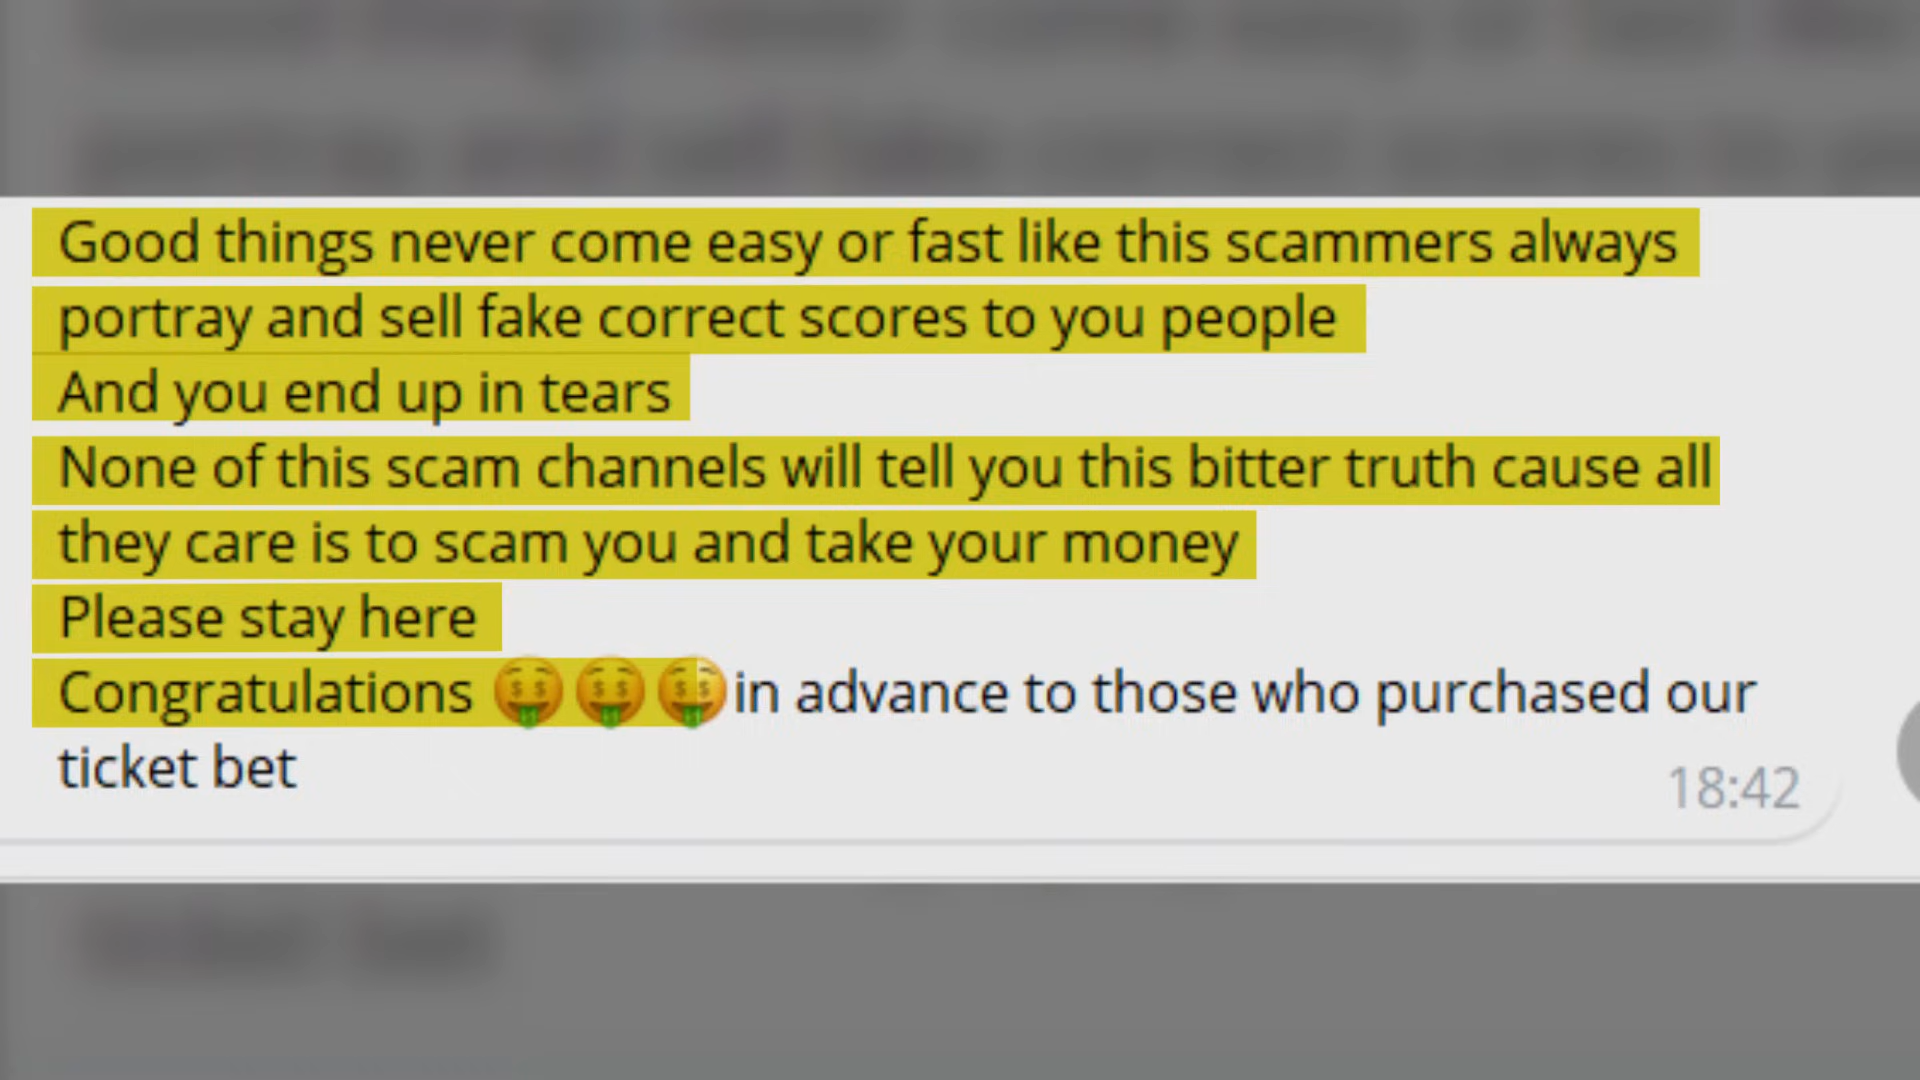 Good things never come easy or fast like this scammers always
portray and sell fake correct scores to you people
And you end up in tears
None of this scam channels will tell you this bitter truth cause all
they care is to scam you and take your money
Please stay here
Congratulations 🤑🤑🤑in advance to those who purchased our
ticket bet
18:42